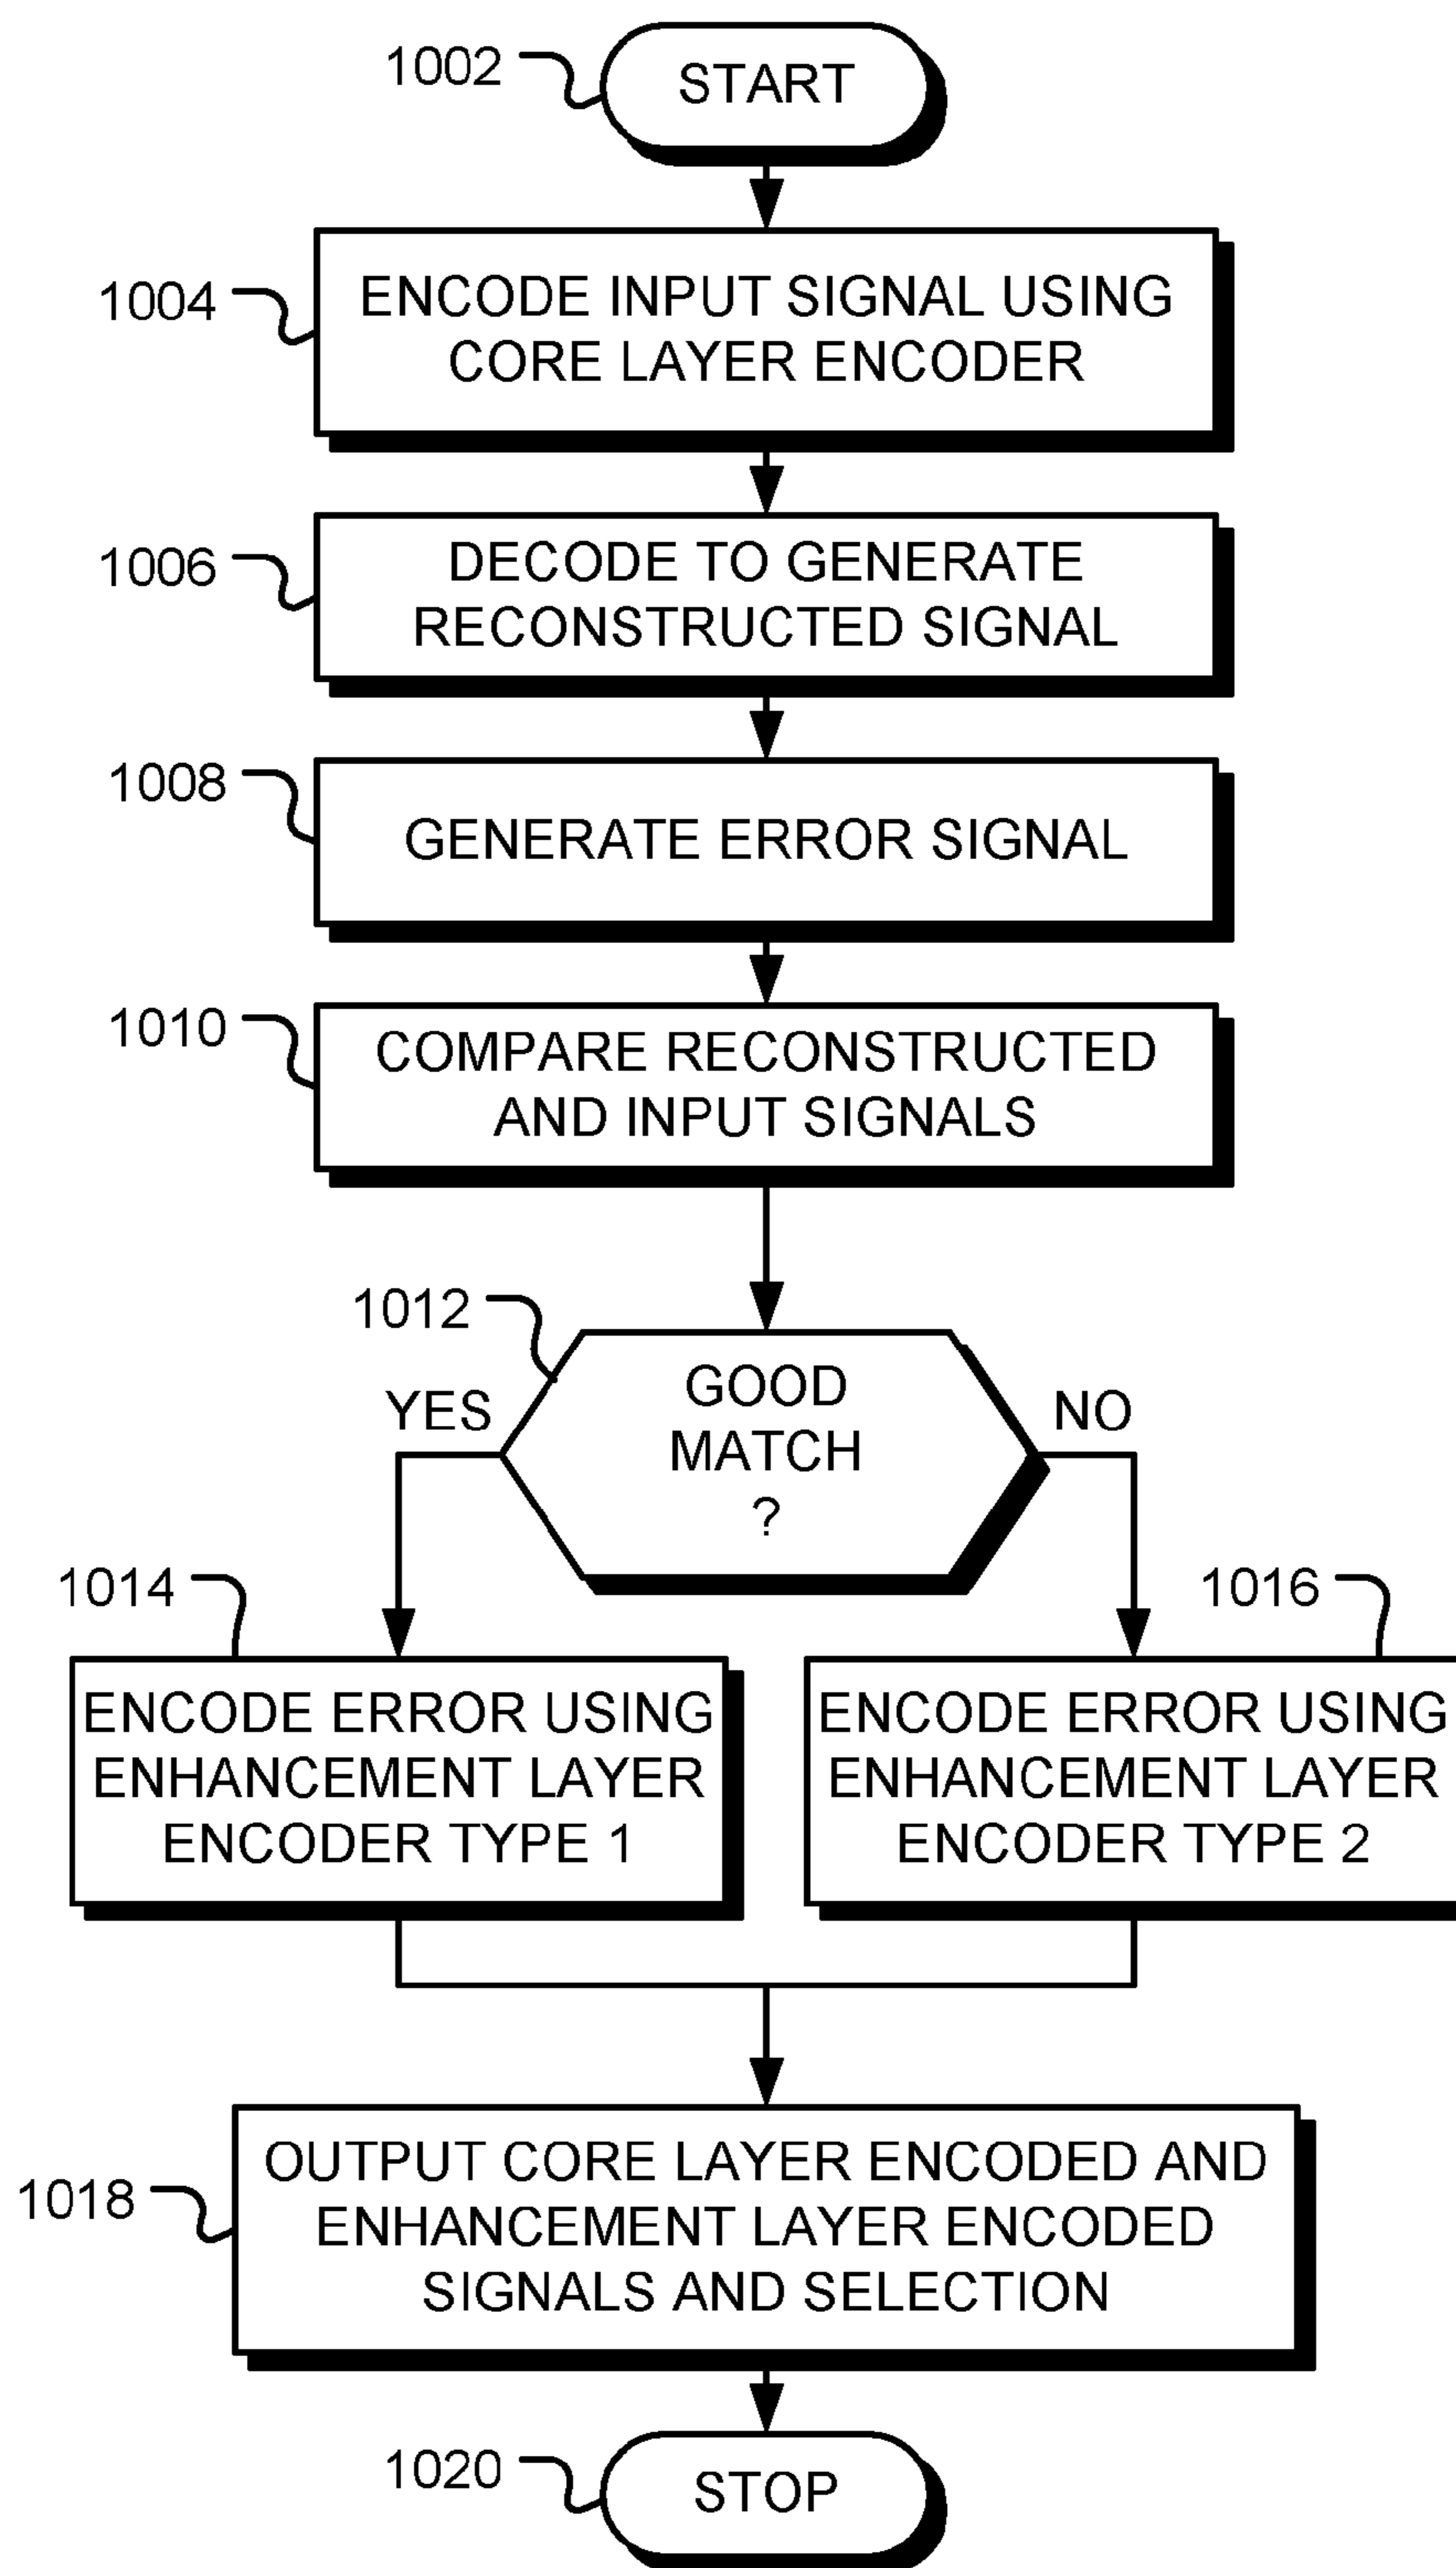 1002
START
1004
ENCODE INPUT SIGNAL USING
CORE LAYER ENCODER
1006
DECODE TO GENERATE
RECONSTRUCTED SIGNAL
1008
GENERATE ERROR SIGNAL
1010
COMPARE RECONSTRUCTED
AND INPUT SIGNALS
1012
GOOD
MATCH
?
YES
NO
1014
ENCODE ERROR USING
ENHANCEMENT LAYER
ENCODER TYPE 1
1016
ENCODE ERROR USING
ENHANCEMENT LAYER
ENCODER TYPE 2
1018
OUTPUT CORE LAYER ENCODED AND
ENHANCEMENT LAYER ENCODED
SIGNALS AND SELECTION
1020
STOP